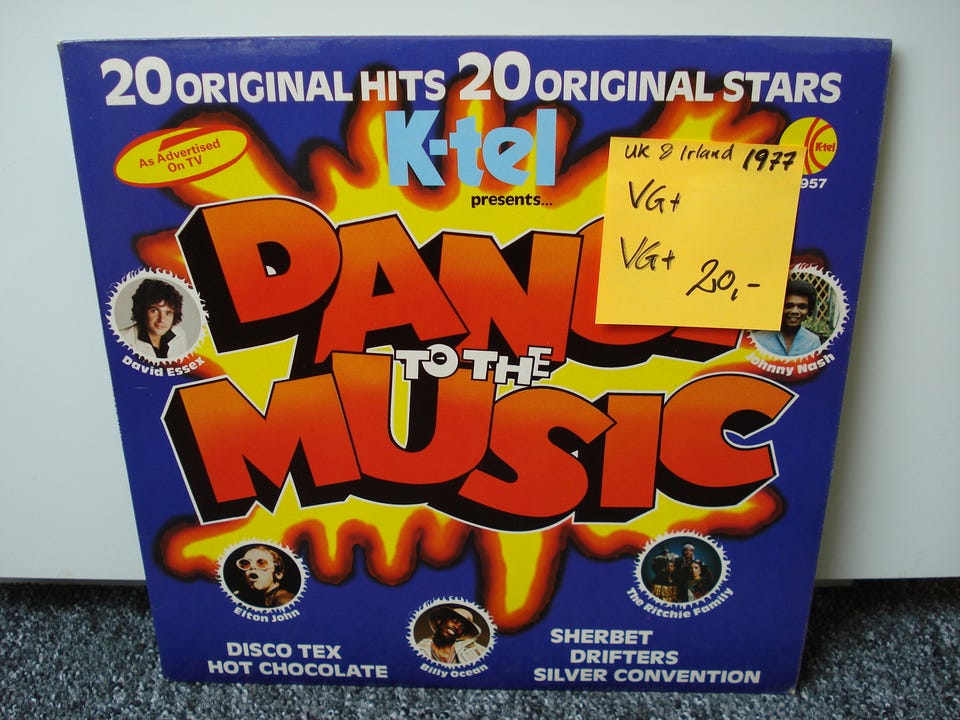 20 ORIGINAL HITS 20 ORIGINAL STARS
K-tel
presents...
As Advertised
On TV
K-tel
957
UK & Irland 1977
VG+
VG+
20,-
DANC
TO THE
MUSIC
David Essex
Johnny Nash
Elton John
Billy Ocean
The Ritchie Family
DISCO TEX
HOT CHOCOLATE
SHERBET
DRIFTERS
SILVER CONVENTION